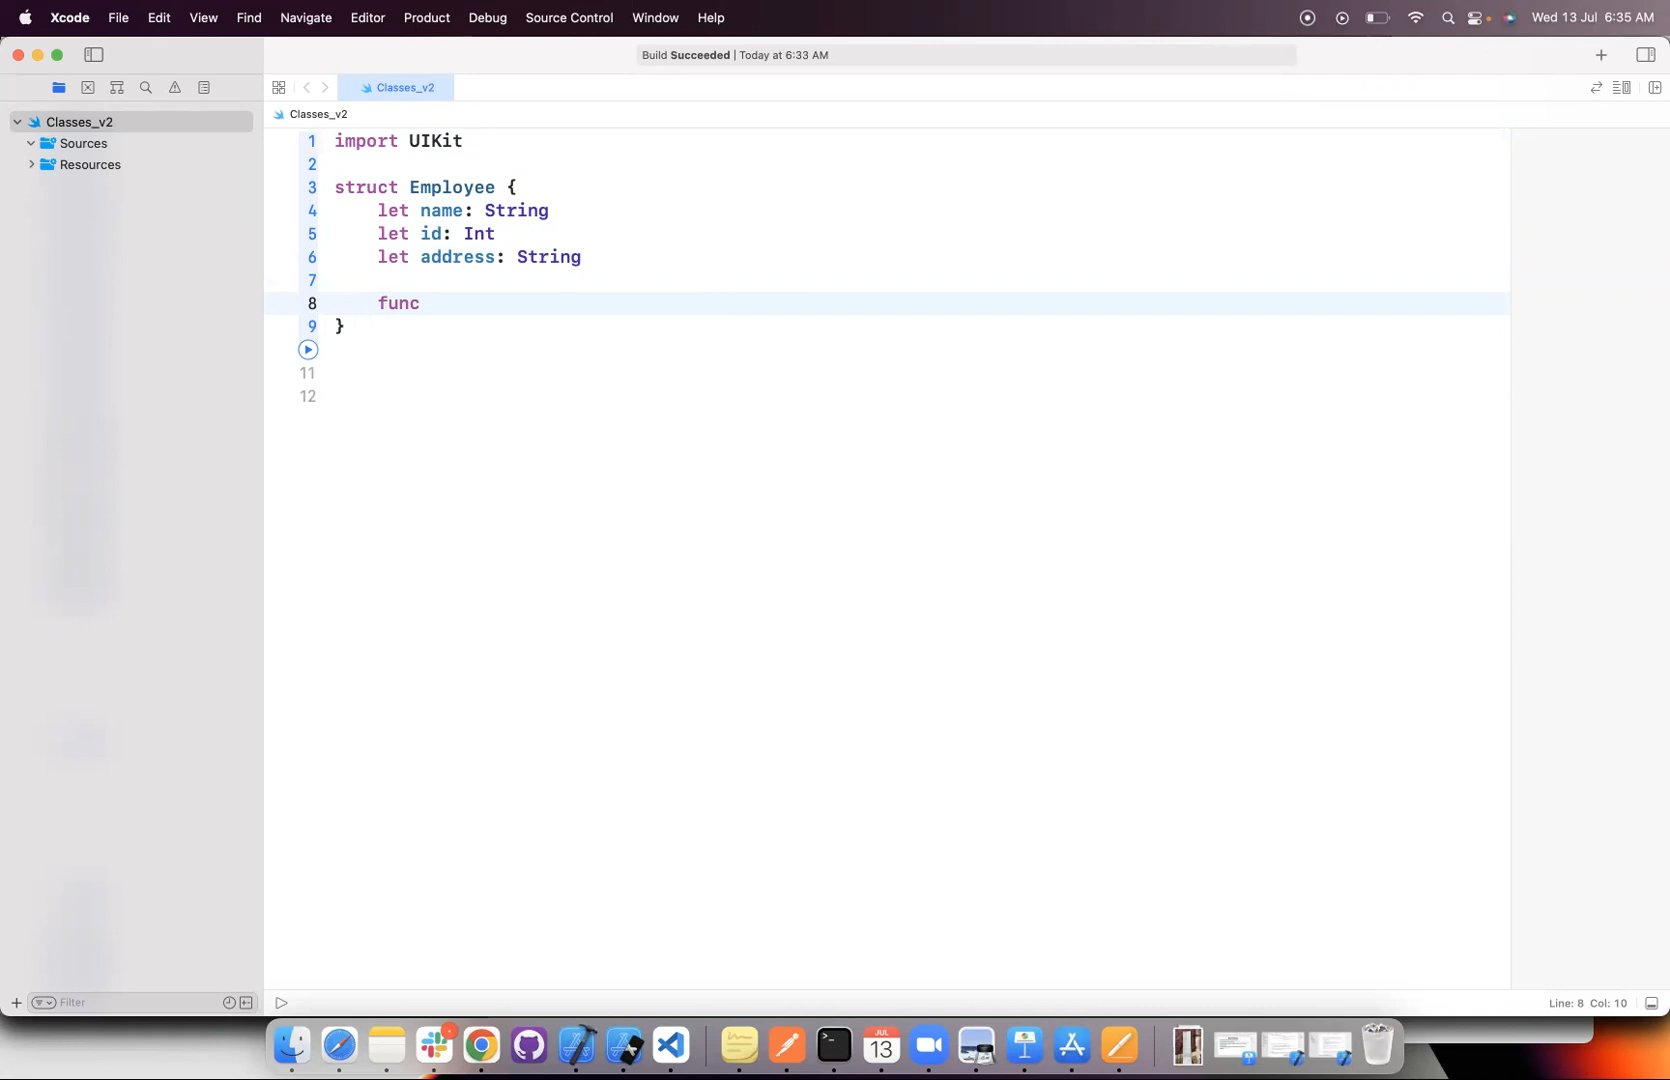 Xcode File Edit View Find Navigate Editor Product Debug Source Control Window Help Wed 13 Jul 6:35 AM
Build Succeeded | Today at 6:33 AM
Classes_v2
Classes_v2 Classes_v2
Sources
Resources
1 import UIKit
2
3 struct Employee {
4 let name: String
5 let id: Int
6 let address: String
7
8 func
9 }
11
12
Filter Line: 8 Col: 10
JUL
13